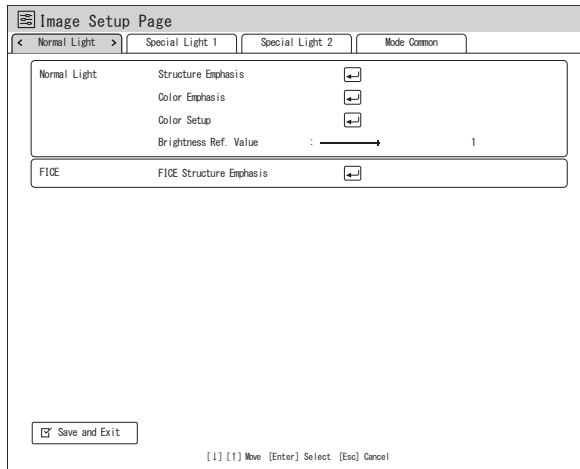 Image Setup Page
< Normal Light > Special Light 1 Special Light 2 Mode Common
Normal Light Structure Emphasis
Color Emphasis
Color Setup
Brightness Ref. Value : 1
FICE FICE Structure Emphasis
Save and Exit
[↓] [↑] Move [Enter] Select [Esc] Cancel